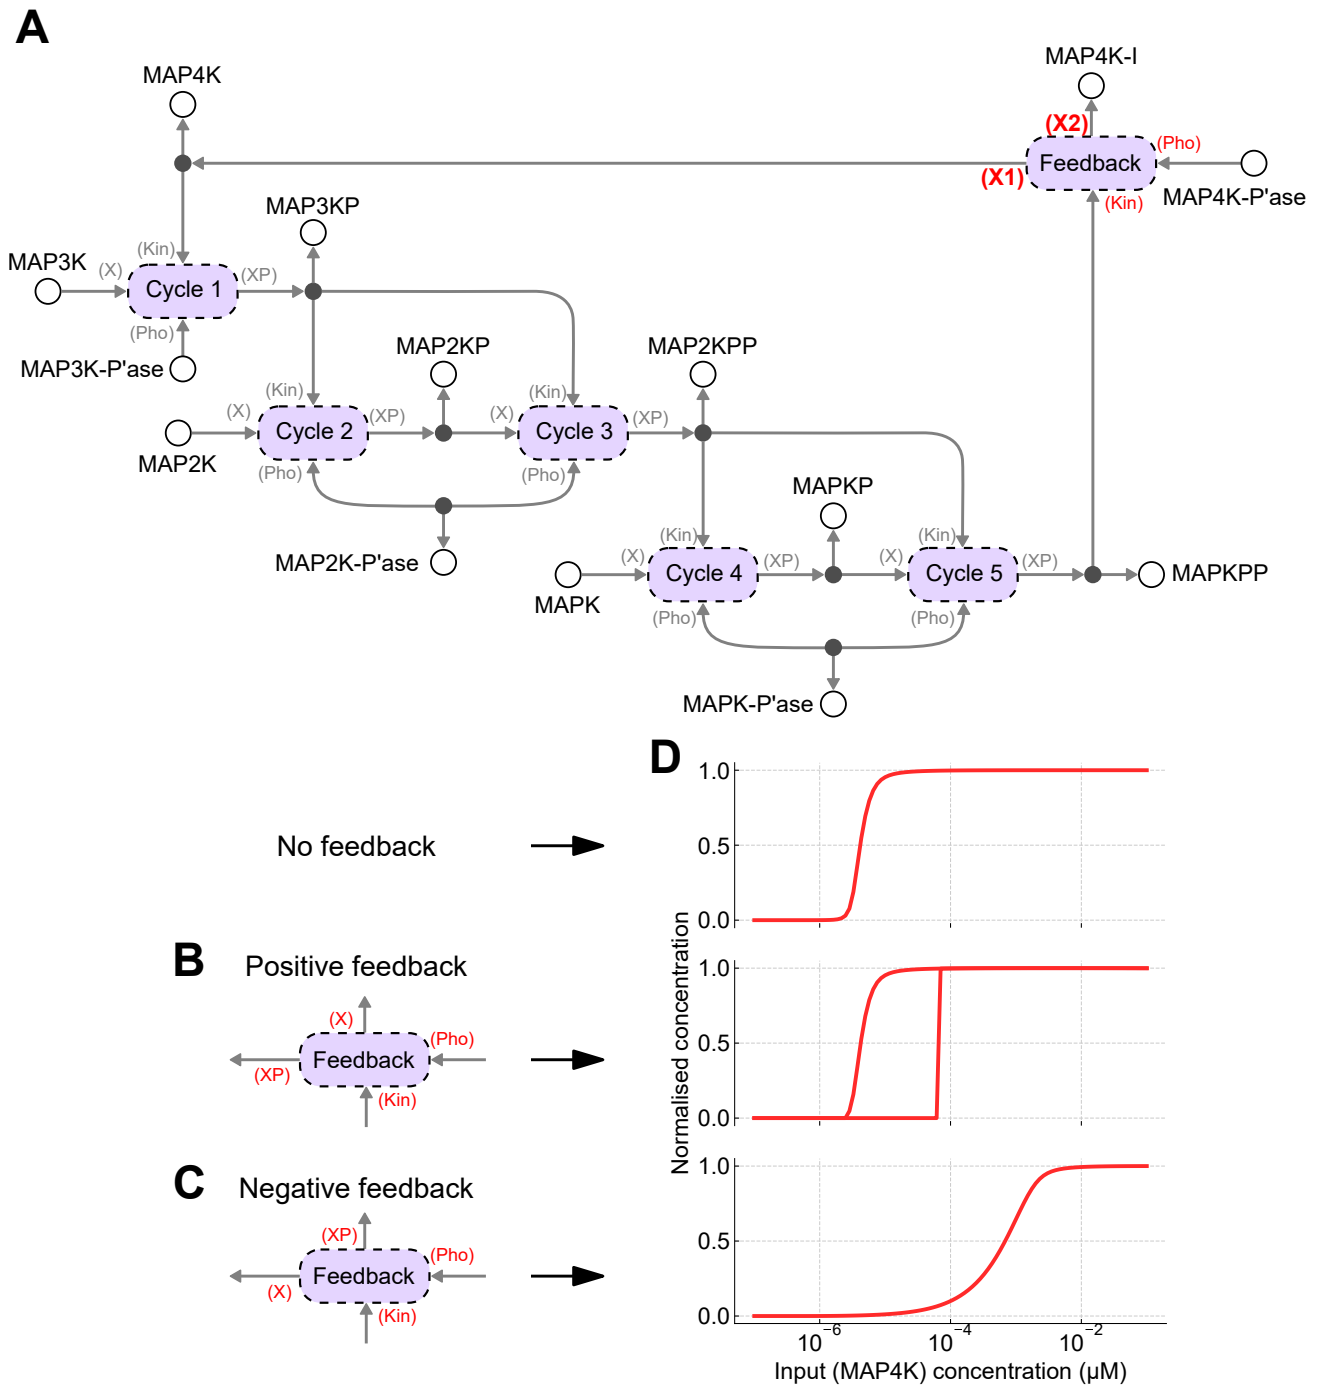 A
MAP4K
MAP4K-I
(X2)
Feedback
(Pho)
(X1)
(Kin)
MAP4K-P'ase
MAP3KP
MAP3K
(X)
(Kin)
Cycle 1
(XP)
(Pho)
MAP3K-P'ase
MAP2KP
MAP2KPP
(X)
(Kin)
Cycle 2
(XP)
(X)
(Kin)
Cycle 3
(XP)
MAP2K
(Pho)
(Pho)
MAP2K-P'ase
MAPKP
(X)
(Kin)
Cycle 4
(XP)
(X)
(Kin)
Cycle 5
(XP)
MAPKPP
MAPK
(Pho)
(Pho)
MAPK-P'ase
No feedback
B
Positive feedback
(X)
(Pho)
Feedback
(XP)
(Kin)
C
Negative feedback
(XP)
(Pho)
Feedback
(X)
(Kin)
D
1.0
0.5
0.0
1.0
0.5
0.0
1.0
0.5
0.0
Normalised concentration
10⁻⁶ 10⁻⁴ 10⁻²
Input (MAP4K) concentration (µM)